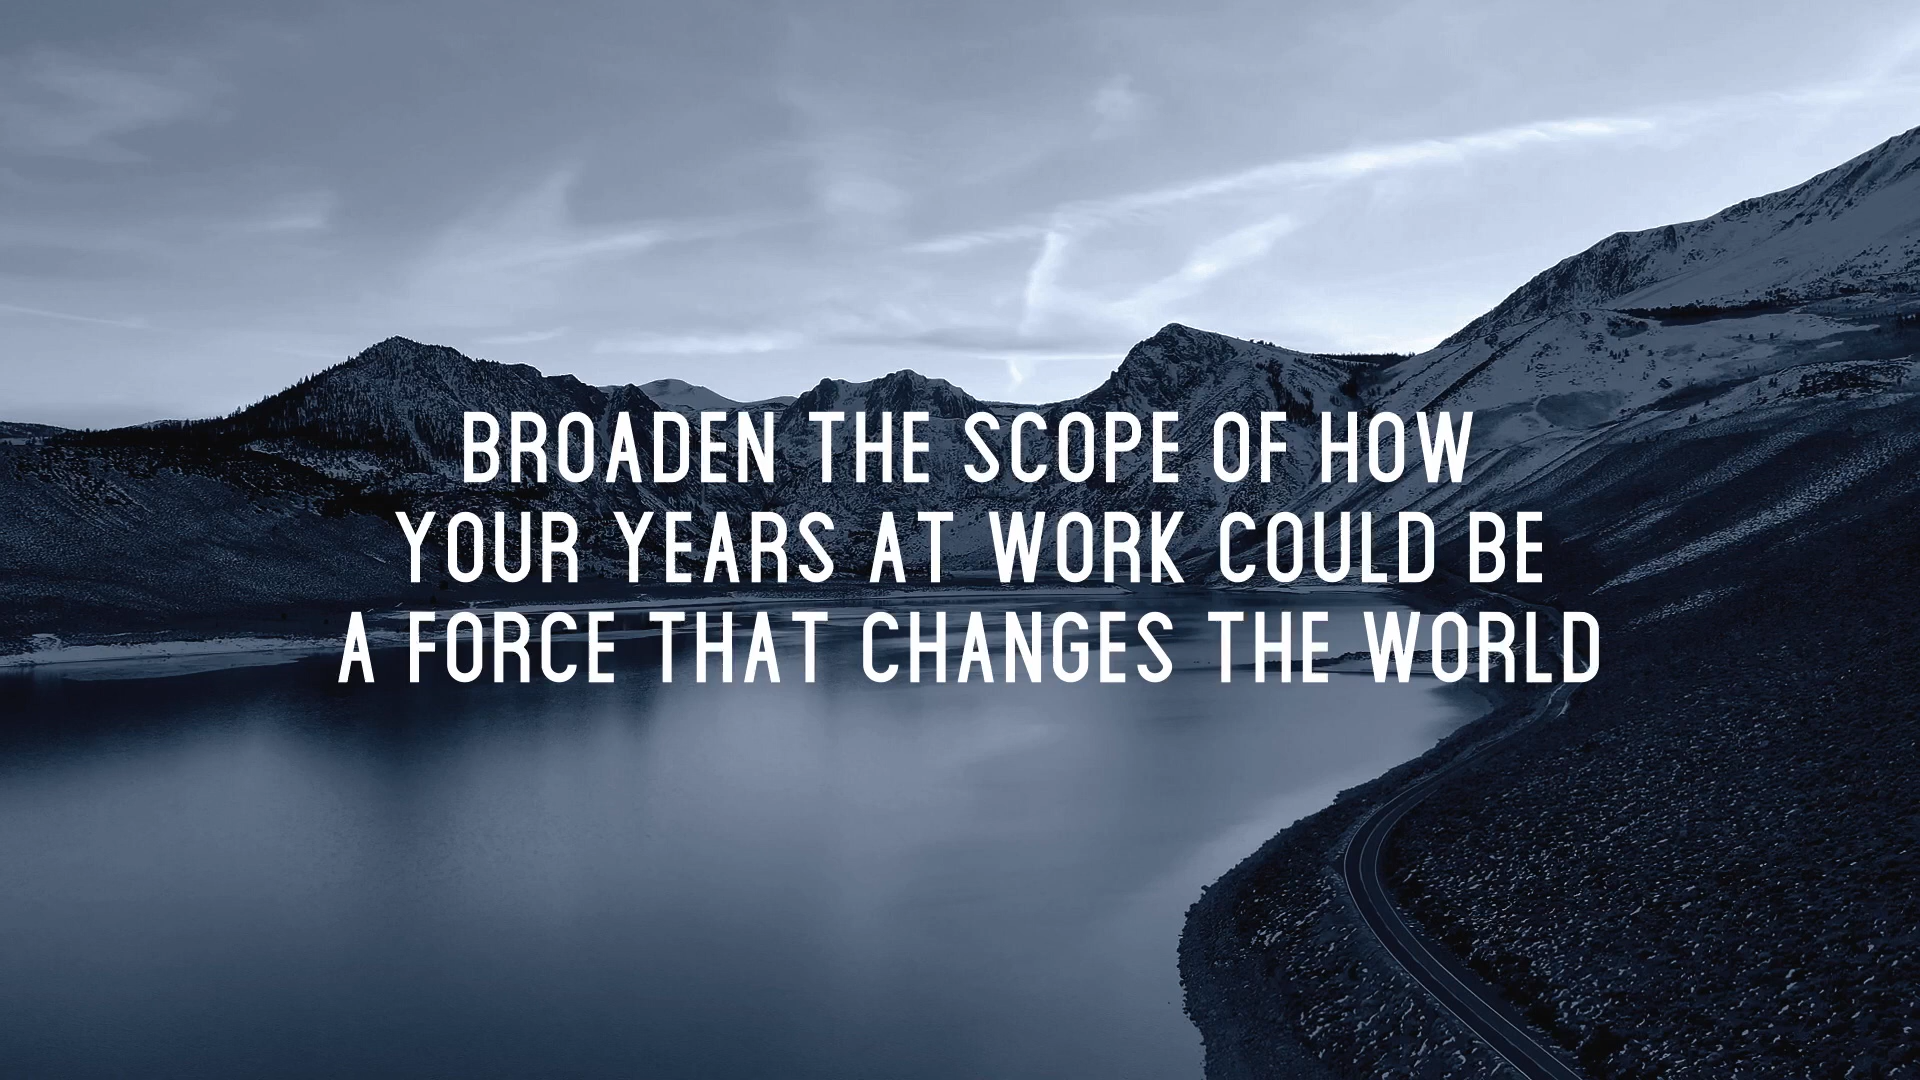 BROADEN THE SCOPE OF HOW
YOUR YEARS AT WORK COULD BE
A FORCE THAT CHANGES THE WORLD